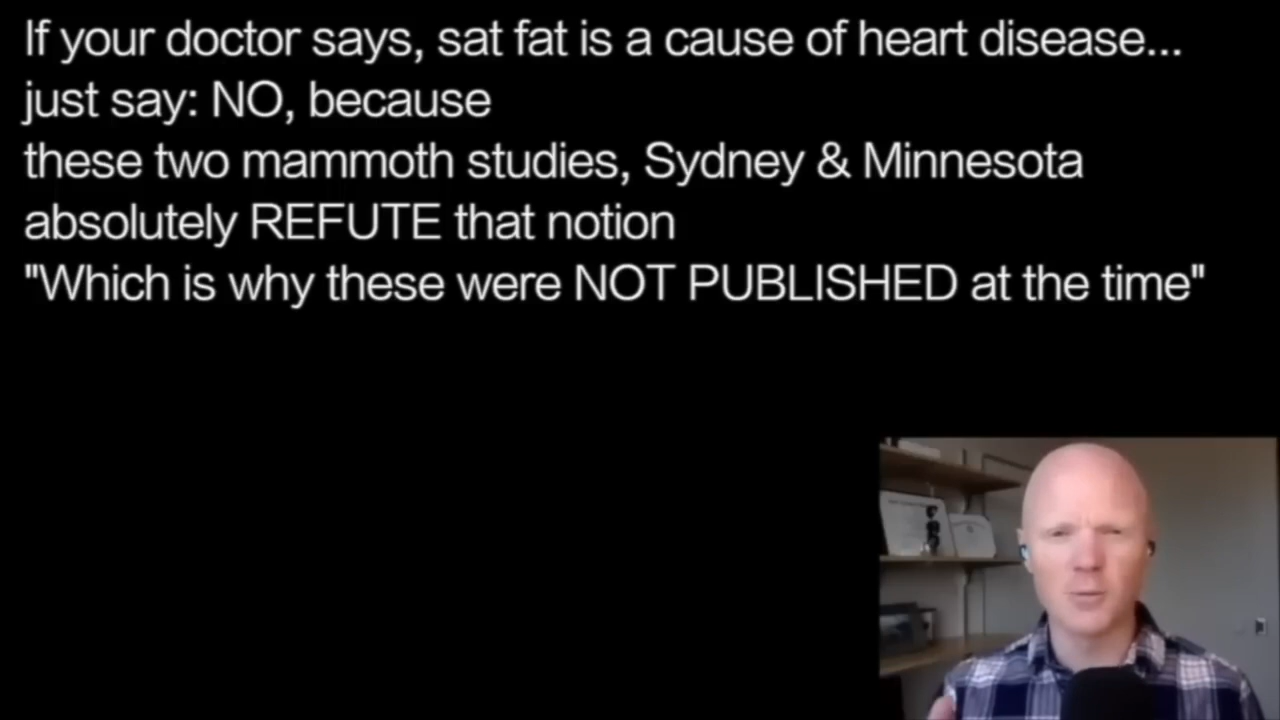 If your doctor says, sat fat is a cause of heart disease...
just say: NO, because
these two mammoth studies, Sydney & Minnesota
absolutely REFUTE that notion
"Which is why these were NOT PUBLISHED at the time"